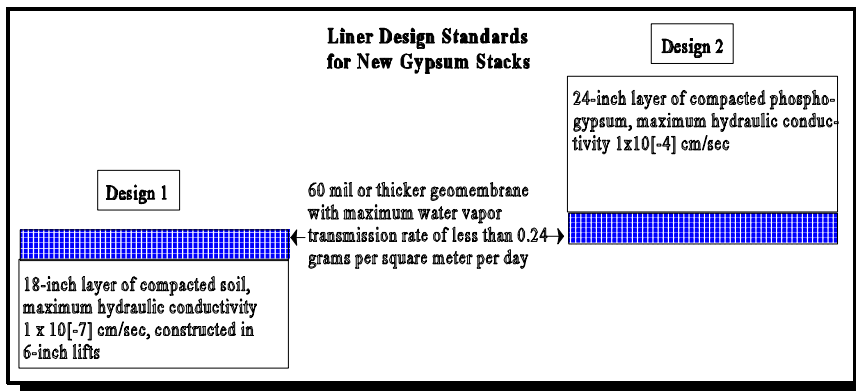 Liner Design Standards
for New Gypsum Stacks
Design 2
24-inch layer of compacted phospho-
gypsum, maximum hydraulic conduc-
tivity 1x10[-4] cm/sec
Design 1
60 mil or thicker geomembrane
with maximum water vapor
transmission rate of less than 0.24
grams per square meter per day
18-inch layer of compacted soil,
maximum hydraulic conductivity
1 x 10[-7] cm/sec, constructed in
6-inch lifts